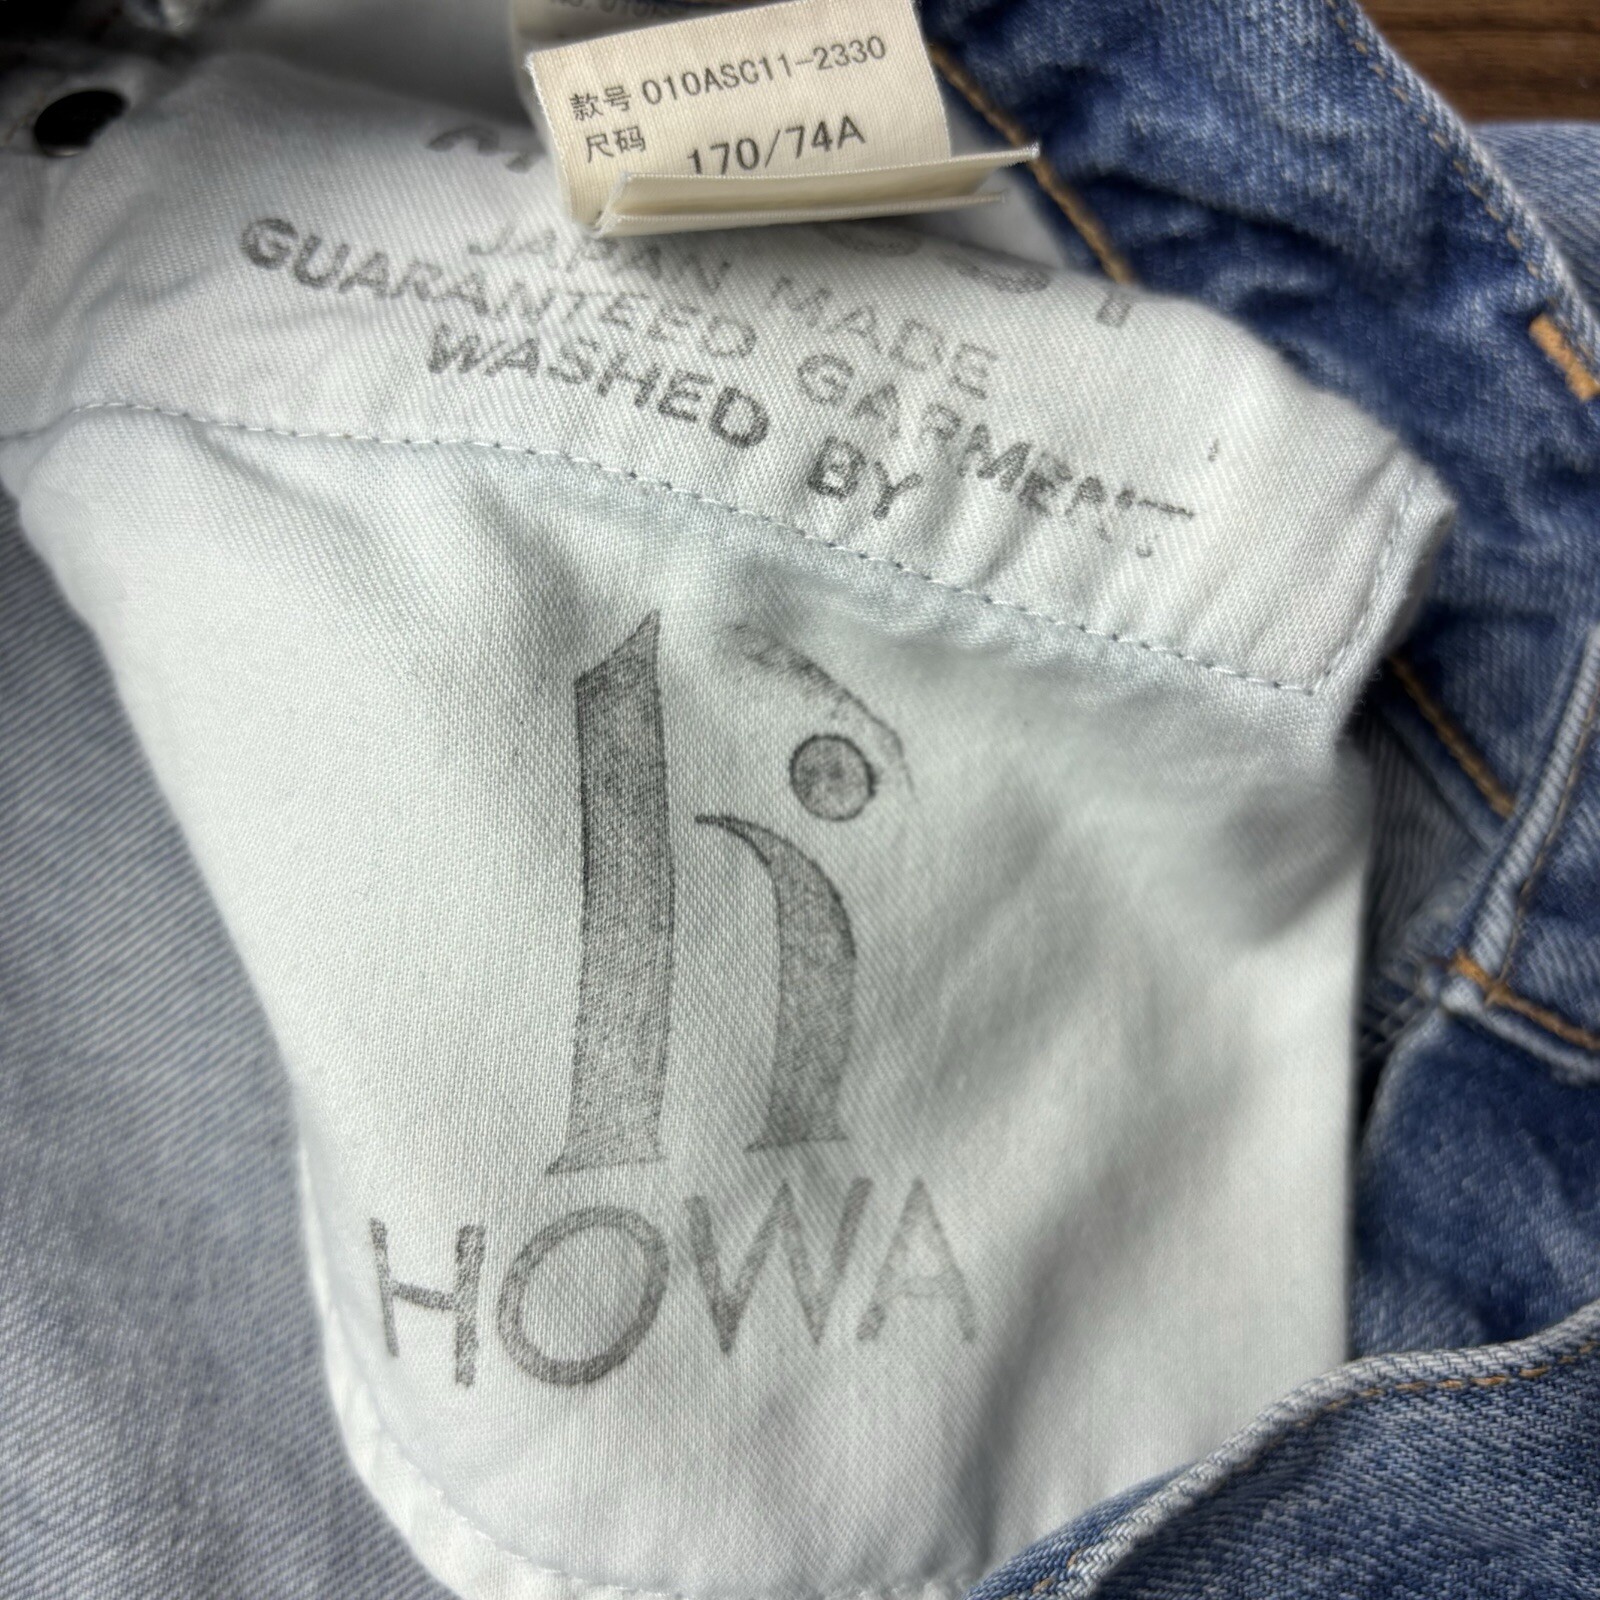 款号 010ASC11-2330
尺码 170/74A
JAPAN MADE
GUARANTEED GARMENT
WASHED BY
HOWA